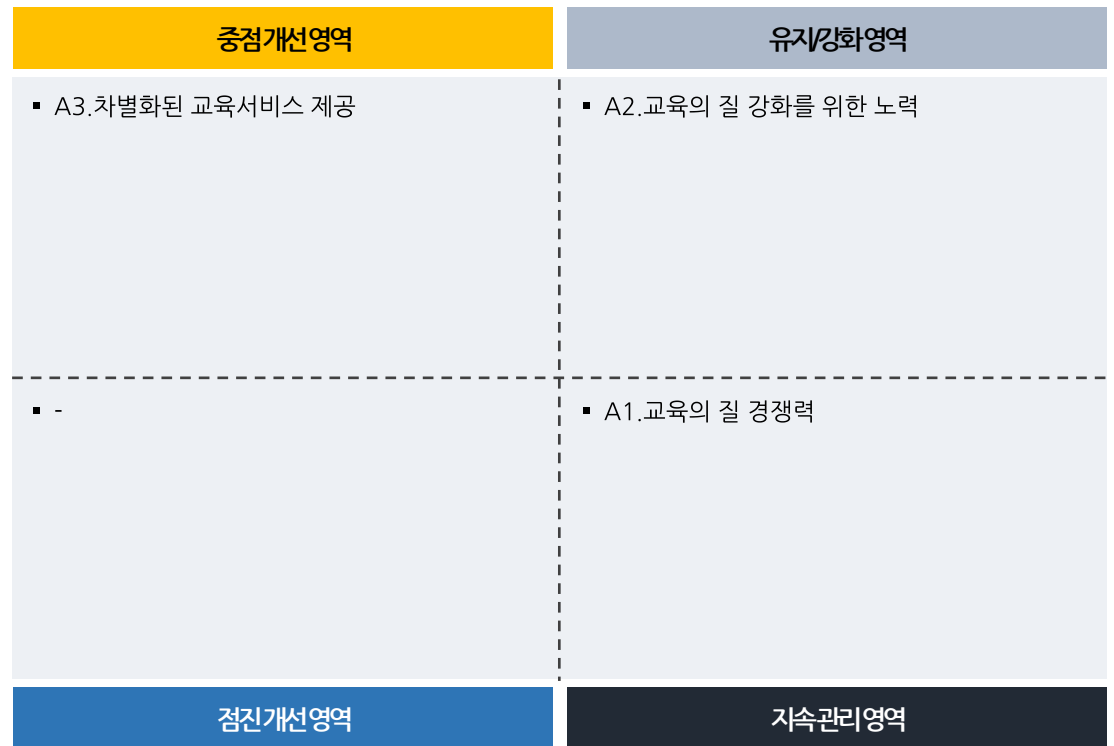 중점개선영역
유지/강화영역
▪ A3.차별화된 교육서비스 제공
▪ A2.교육의 질 강화를 위한 노력
▪ -
▪ A1.교육의 질 경쟁력
점진개선영역
지속관리영역